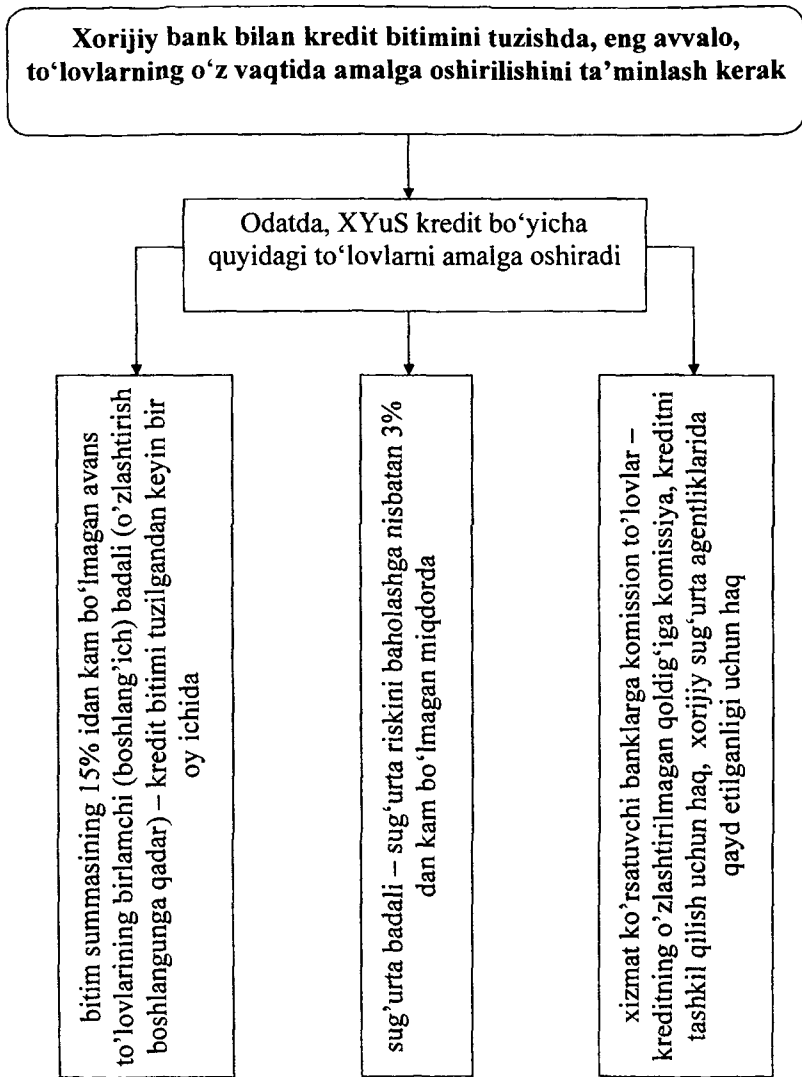 Xorijiy bank bilan kredit bitimini tuzishda, eng avvalo,
to‘lovlarning o‘z vaqtida amalga oshirilishini ta’minlash kerak
Odatda, XYuS kredit bo‘yicha
quyidagi to‘lovlarni amalga oshiradi
bitim summasining 15% idan kam bo‘lmagan avans
to’lovlarining birlamchi (boshlang’ich) badali (o’zlashtirish
boshlangunga qadar) – kredit bitimi tuzilgandan keyin bir
oy ichida
sug’urta badali – sug’urta riskini baholashga nisbatan 3%
dan kam bo‘lmagan miqdorda
xizmat ko’rsatuvchi banklarga komission to’lovlar –
kreditning o’zlashtirilmagan qoldig‘iga komissiya, kreditni
tashkil qilish uchun haq, xorijiy sug‘urta agentliklarida
qayd etilganligi uchun haq